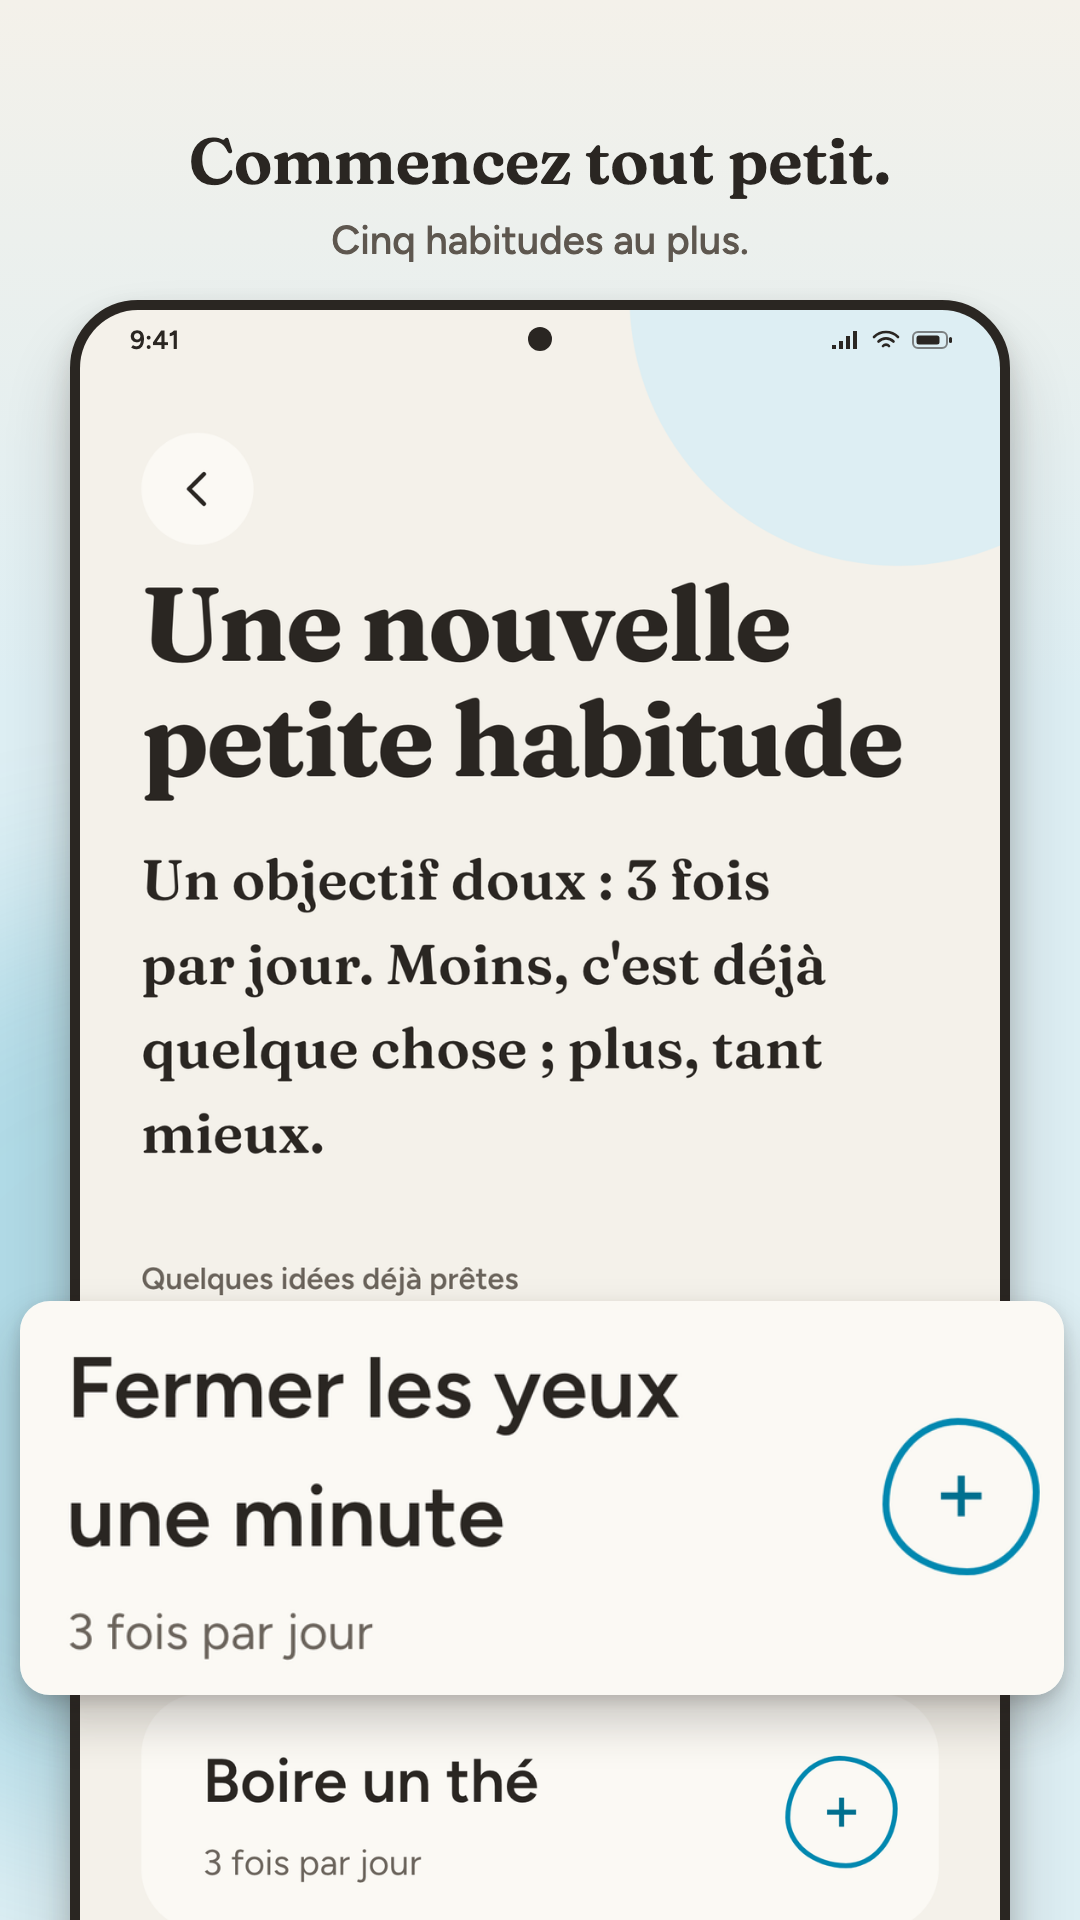 Commencez tout petit.
Cinq habitudes au plus.
9:41
Une nouvelle
petite habitude
Un objectif doux : 3 fois
par jour. Moins, c'est déjà
quelque chose ; plus, tant
mieux.
Quelques idées déjà prêtes
Fermer les yeux
une minute
3 fois par jour
Boire un thé
3 fois par jour